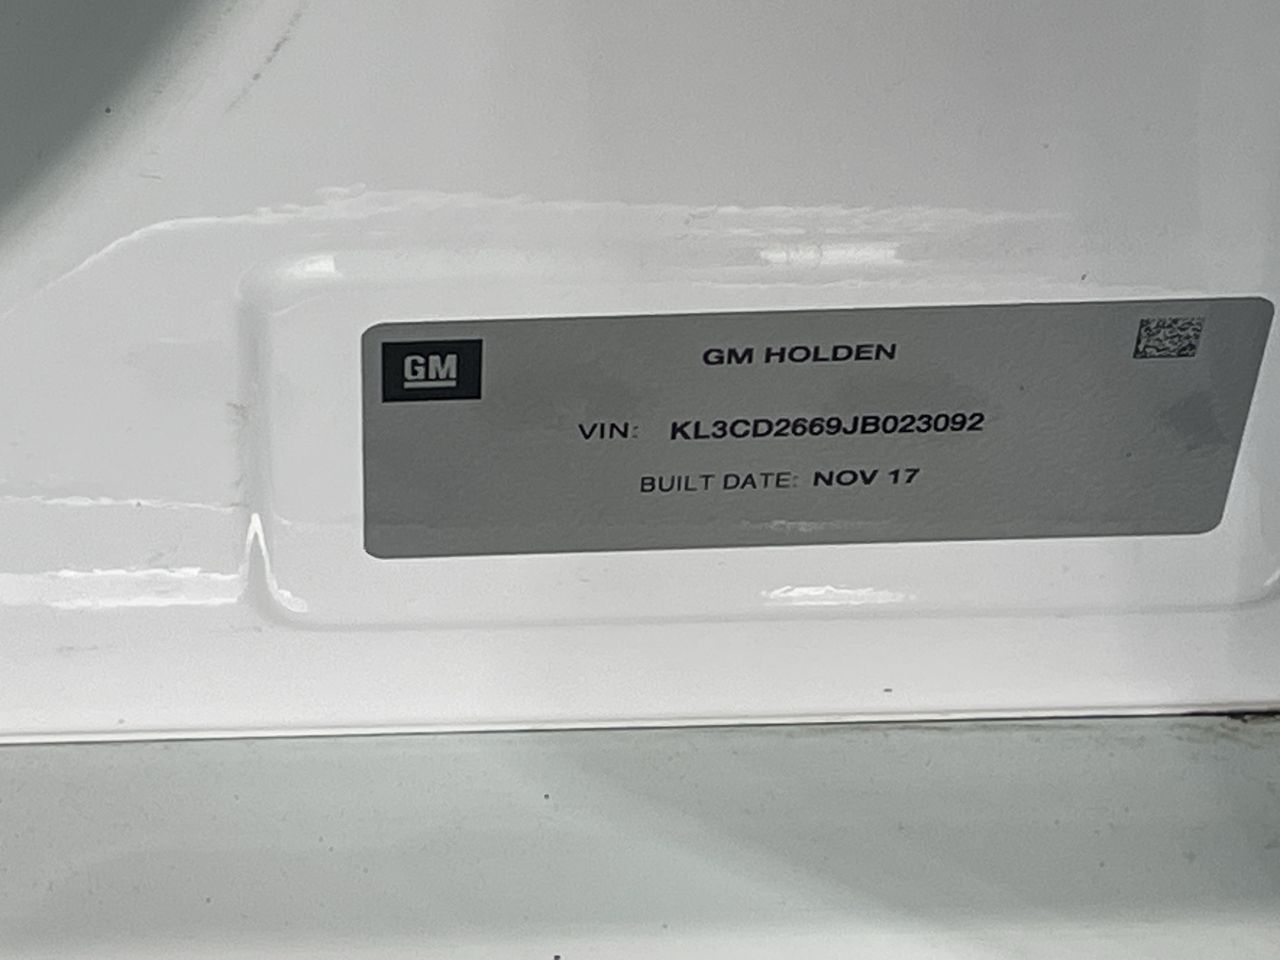 GM
GM HOLDEN
VIN: KL3CD2669JB023092
BUILT DATE: NOV 17